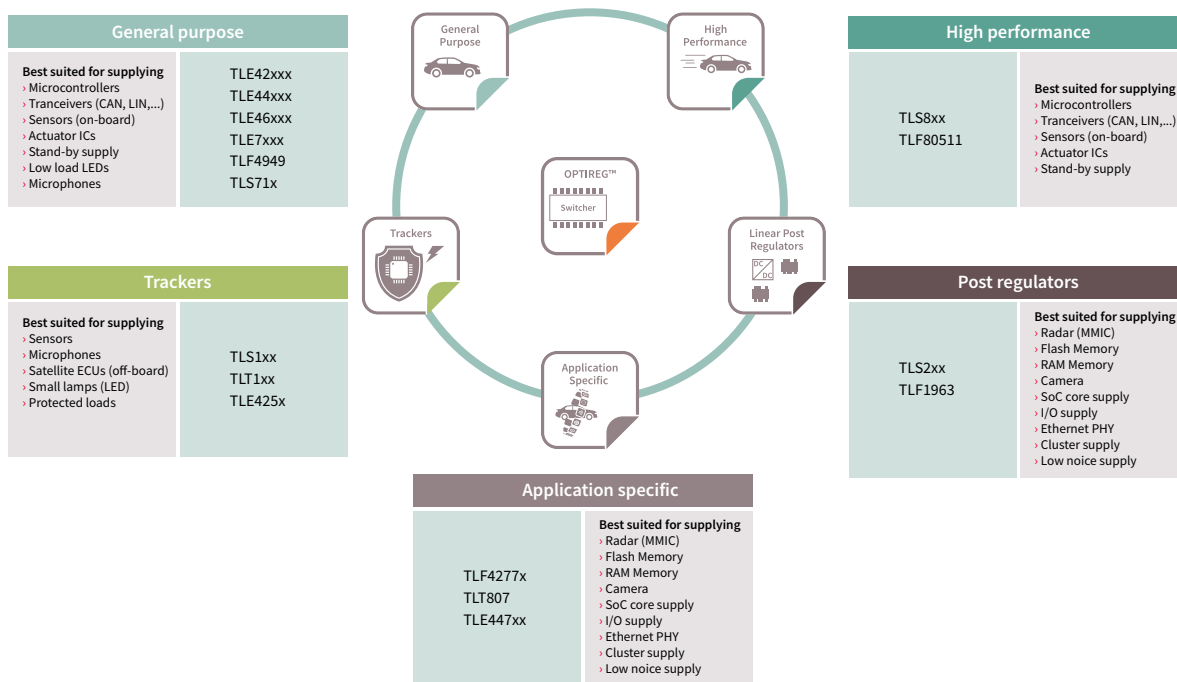 General purpose
Best suited for supplying
› Microcontrollers
› Tranceivers (CAN, LIN,...)
› Sensors (on-board)
› Actuator ICs
› Stand-by supply
› Low load LEDs
› Microphones
TLE42xxx
TLE44xxx
TLE46xxx
TLE7xxx
TLF4949
TLS71x
General
Purpose
High
Performance
OPTIREG™
Switcher
Trackers
Linear Post
Regulators
DC
DC
Application
Specific
High performance
TLS8xx
TLF80511
Best suited for supplying
› Microcontrollers
› Tranceivers (CAN, LIN,...)
› Sensors (on-board)
› Actuator ICs
› Stand-by supply
Trackers
Best suited for supplying
› Sensors
› Microphones
› Satellite ECUs (off-board)
› Small lamps (LED)
› Protected loads
TLS1xx
TLT1xx
TLE425x
Post regulators
TLS2xx
TLF1963
Best suited for supplying
› Radar (MMIC)
› Flash Memory
› RAM Memory
› Camera
› SoC core supply
› I/O supply
› Ethernet PHY
› Cluster supply
› Low noice supply
Application specific
TLF4277x
TLT807
TLE447xx
Best suited for supplying
› Radar (MMIC)
› Flash Memory
› RAM Memory
› Camera
› SoC core supply
› I/O supply
› Ethernet PHY
› Cluster supply
› Low noice supply